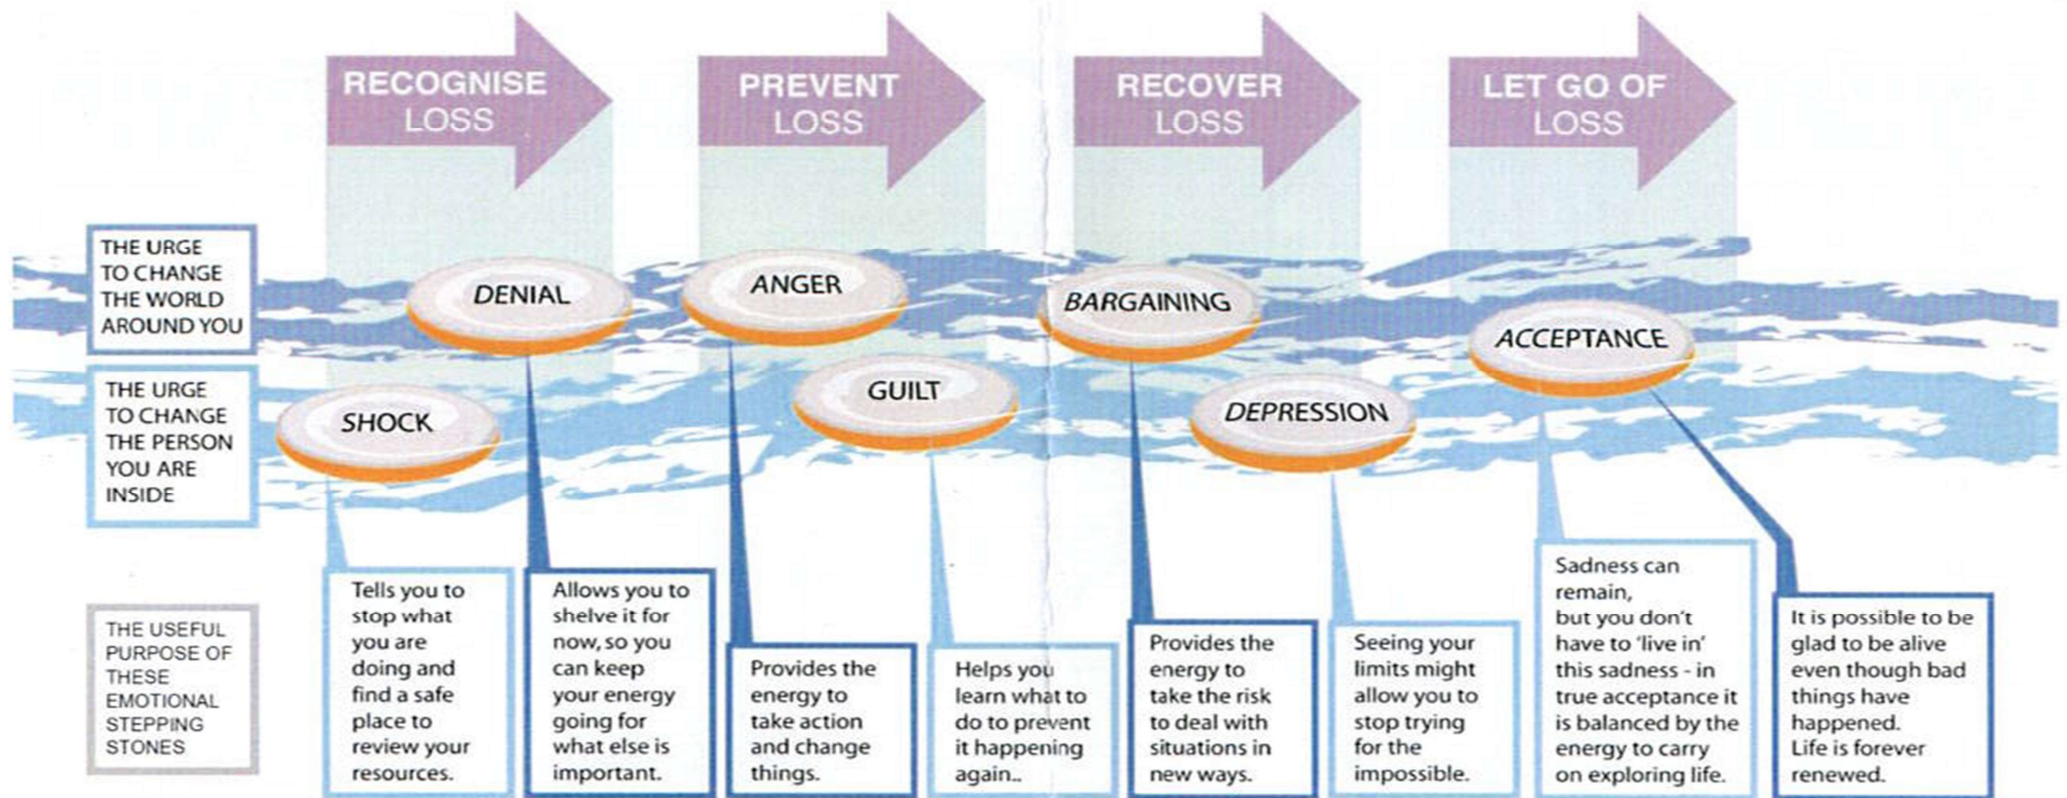 RECOGNISE
LOSS
PREVENT
LOSS
RECOVER
LOSS
LET GO OF
LOSS
THE URGE
TO CHANGE
THE WORLD
AROUND YOU
DENIAL
ANGER
BARGAINING
ACCEPTANCE
THE URGE
TO CHANGE
THE PERSON
YOU ARE
INSIDE
SHOCK
GUILT
DEPRESSION
THE USEFUL
PURPOSE OF
THESE
EMOTIONAL
STEPPING
STONES
Tells you to
stop what
you are
doing and
find a safe
place to
review your
resources.
Allows you to
shelve it for
now, so you
can keep
your energy
going for
what else is
important.
Provides the
energy to
take action
and change
things.
Helps you
learn what to
do to prevent
it happening
again..
Provides the
energy to
take the risk
to deal with
situations in
new ways.
Seeing your
limits might
allow you to
stop trying
for the
impossible.
Sadness can
remain,
but you don't
have to 'live in'
this sadness - in
true acceptance it
is balanced by the
energy to carry
on exploring life.
It is possible to be
glad to be alive
even though bad
things have
happened.
Life is forever
renewed.